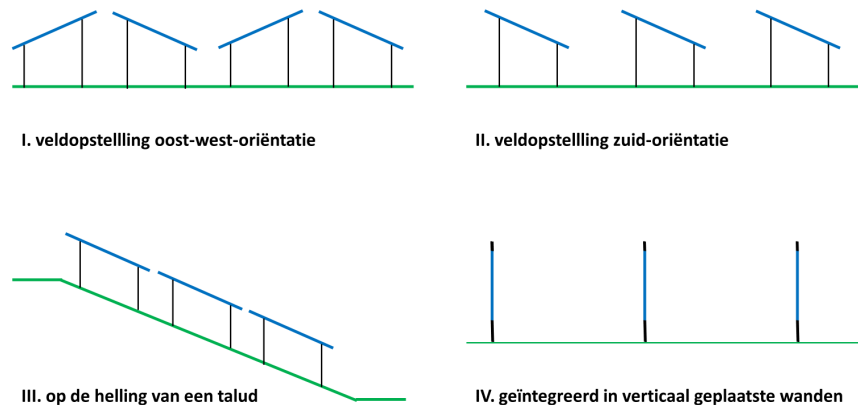 I. veldopstellling oost-west-oriëntatie
II. veldopstellling zuid-oriëntatie
III. op de helling van een talud
IV. geïntegreerd in verticaal geplaatste wanden